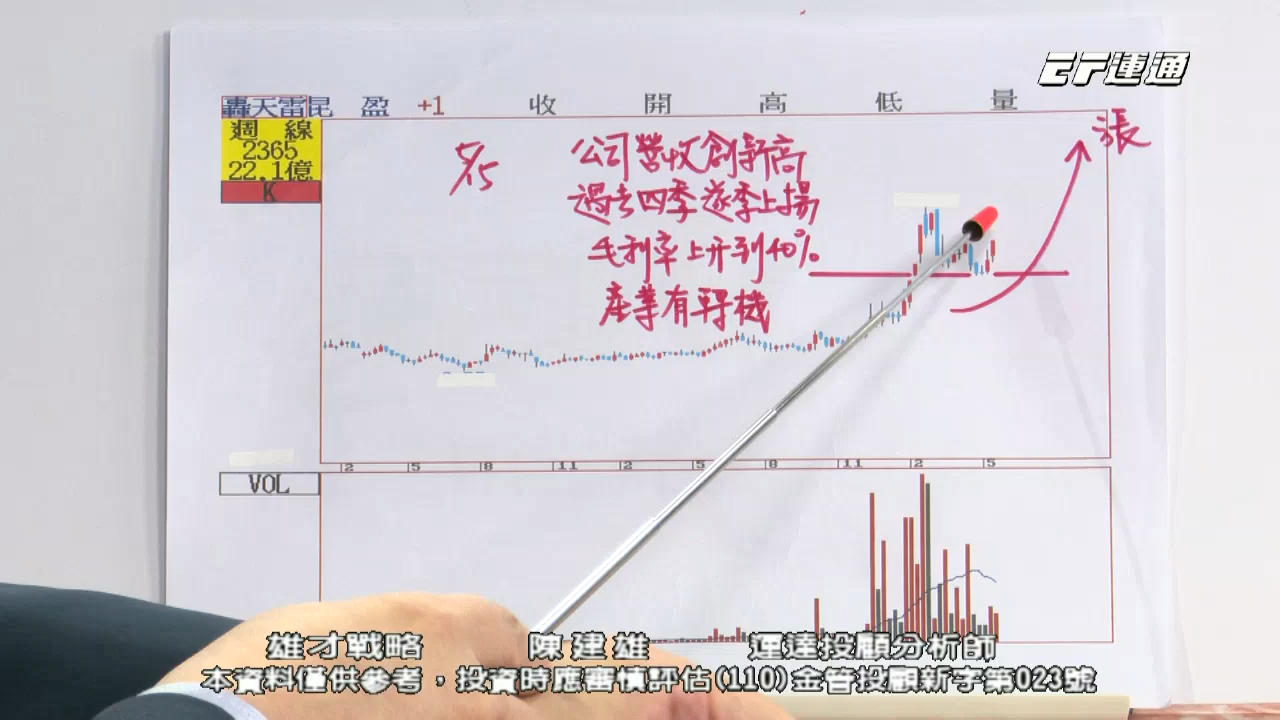 EFT運通
轟天雷昆 盈 +1 收 開 高 低 量
週 線
2365
22.1億
K
5/15
公司營收創新高
過去四季逐季上揚
毛利率上升到40%
產業有轉機
漲
2 5 8 11 2 5 8 11 2 5
VOL
雄才戰略 陳建雄 運達投顧分析師
本資料僅供參考，投資時應審慎評估(110)金管投顧新字第023號